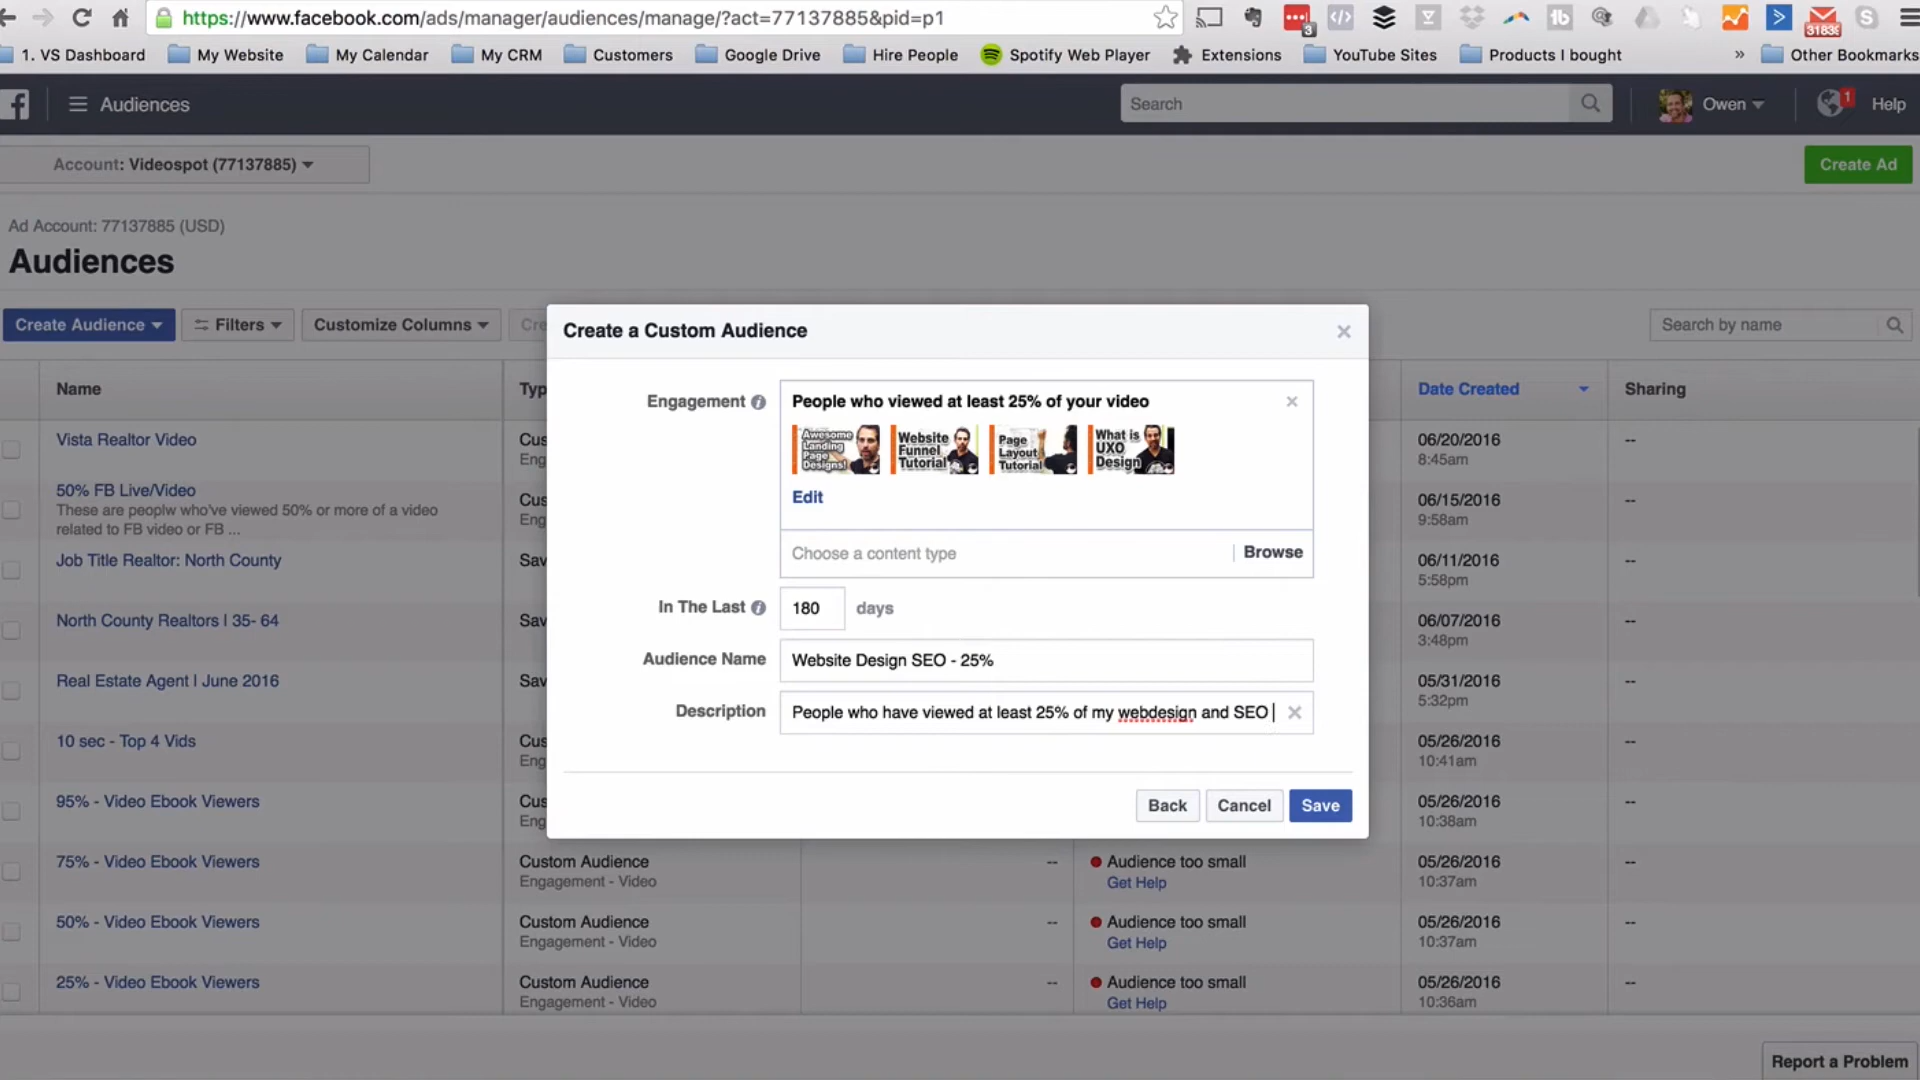 https://www.facebook.com/ads/manager/audiences/manage/?act=77137885&pid=p1
3
3183
1. VS Dashboard My Website My Calendar My CRM Customers Google Drive Hire People Spotify Web Player Extensions YouTube Sites Products I bought » Other Bookmarks
Audiences Search Owen 1 Help
Account: Videospot (77137885) Create Ad
Ad Account: 77137885 (USD)
Audiences
Create Audience Filters Customize Columns Cre Search by name
Create a Custom Audience
Name Typ Date Created Sharing
Engagement People who viewed at least 25% of your video
Awesome Landing Page Designs!
Website Funnel Tutorial
Page Layout Tutorial
What is UXO Design
Edit
Choose a content type Browse
In The Last 180 days
Audience Name Website Design SEO - 25%
Description People who have viewed at least 25% of my webdesign and SEO
Back Cancel Save
Vista Realtor Video Cus 06/20/2016 --
Eng 8:45am
50% FB Live/Video
These are peoplw who've viewed 50% or more of a video Cus 06/15/2016 --
related to FB video or FB ... Eng 9:58am
Job Title Realtor: North County Sav 06/11/2016 --
5:58pm
North County Realtors I 35- 64 Sav 06/07/2016 --
3:48pm
Real Estate Agent I June 2016 Sav 05/31/2016 --
5:32pm
10 sec - Top 4 Vids Cus 05/26/2016 --
Eng 10:41am
95% - Video Ebook Viewers Cus 05/26/2016 --
Eng 10:38am
75% - Video Ebook Viewers Custom Audience -- Audience too small 05/26/2016 --
Engagement - Video Get Help 10:37am
50% - Video Ebook Viewers Custom Audience -- Audience too small 05/26/2016 --
Engagement - Video Get Help 10:37am
25% - Video Ebook Viewers Custom Audience -- Audience too small 05/26/2016 --
Engagement - Video Get Help 10:36am
Report a Problem